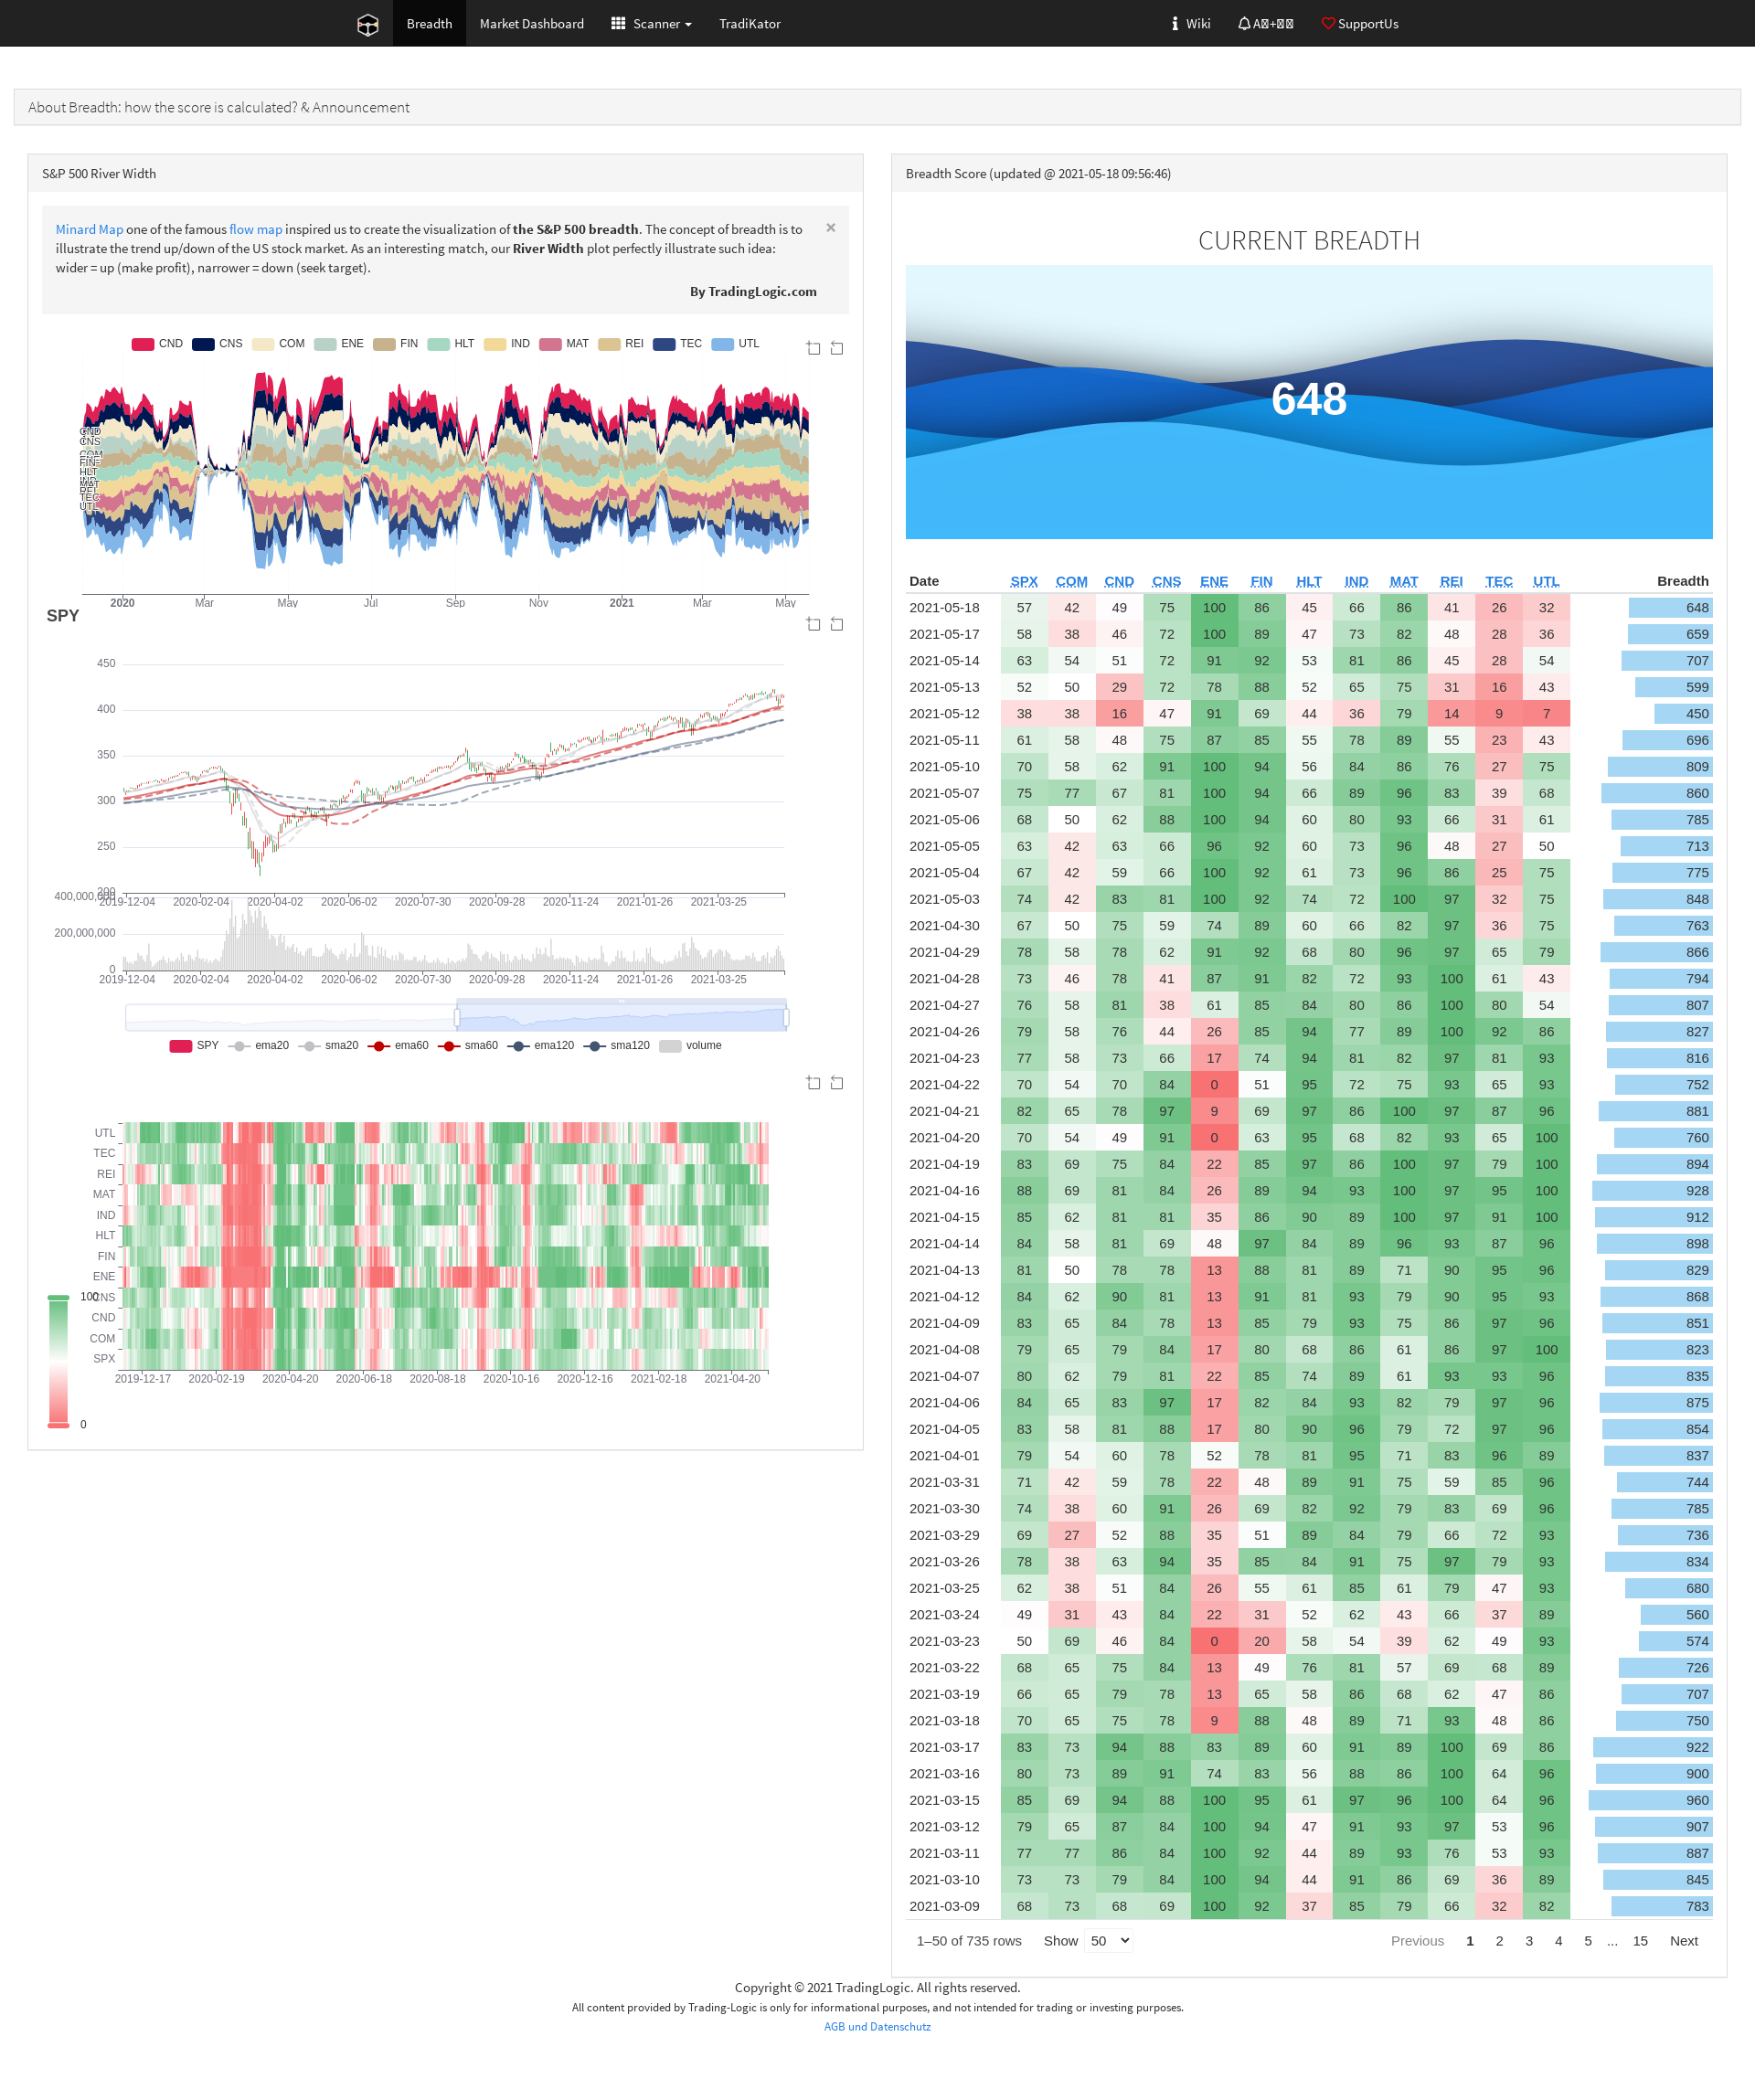 Breadth Market Dashboard Scanner TradiKator Wiki SupportUs
About Breadth: how the score is calculated? & Announcement
S&P 500 River Width
Minard Map one of the famous flow map inspired us to create the visualization of the S&P 500 breadth. The concept of breadth is to
illustrate the trend up/down of the US stock market. As an interesting match, our River Width plot perfectly illustrate such idea:
wider = up (make profit), narrower = down (seek target).
×
By TradingLogic.com
CND CNS COM ENE FIN HLT IND MAT REI TEC UTL
CND
CNS
COM
ENE
FIN
HLT
IND
MAT
REI
TEC
UTL
2020 Mar May Jul Sep Nov 2021 Mar May
SPY
450
400
350
300
250
200
2019-12-04 2020-02-04 2020-04-02 2020-06-02 2020-07-30 2020-09-28 2020-11-24 2021-01-26 2021-03-25
400,000,000
200,000,000
0
2019-12-04 2020-02-04 2020-04-02 2020-06-02 2020-07-30 2020-09-28 2020-11-24 2021-01-26 2021-03-25
SPY ema20 sma20 ema60 sma60 ema120 sma120 volume
UTL
TEC
REI
MAT
IND
HLT
FIN
ENE
CNS
CND
COM
SPX
100
0
2019-12-17 2020-02-19 2020-04-20 2020-06-18 2020-08-18 2020-10-16 2020-12-16 2021-02-18 2021-04-20
Breadth Score (updated @ 2021-05-18 09:56:46)
CURRENT BREADTH
648
Date SPX COM CND CNS ENE FIN HLT IND MAT REI TEC UTL Breadth
2021-05-18 57 42 49 75 100 86 45 66 86 41 26 32 648
2021-05-17 58 38 46 72 100 89 47 73 82 48 28 36 659
2021-05-14 63 54 51 72 91 92 53 81 86 45 28 54 707
2021-05-13 52 50 29 72 78 88 52 65 75 31 16 43 599
2021-05-12 38 38 16 47 91 69 44 36 79 14 9 7 450
2021-05-11 61 58 48 75 87 85 55 78 89 55 23 43 696
2021-05-10 70 58 62 91 100 94 56 84 86 76 27 75 809
2021-05-07 75 77 67 81 100 94 66 89 96 83 39 68 860
2021-05-06 68 50 62 88 100 94 60 80 93 66 31 61 785
2021-05-05 63 42 63 66 96 92 60 73 96 48 27 50 713
2021-05-04 67 42 59 66 100 92 61 73 96 86 25 75 775
2021-05-03 74 42 83 81 100 92 74 72 100 97 32 75 848
2021-04-30 67 50 75 59 74 89 60 66 82 97 36 75 763
2021-04-29 78 58 78 62 91 92 68 80 96 97 65 79 866
2021-04-28 73 46 78 41 87 91 82 72 93 100 61 43 794
2021-04-27 76 58 81 38 61 85 84 80 86 100 80 54 807
2021-04-26 79 58 76 44 26 85 94 77 89 100 92 86 827
2021-04-23 77 58 73 66 17 74 94 81 82 97 81 93 816
2021-04-22 70 54 70 84 0 51 95 72 75 93 65 93 752
2021-04-21 82 65 78 97 9 69 97 86 100 97 87 96 881
2021-04-20 70 54 49 91 0 63 95 68 82 93 65 100 760
2021-04-19 83 69 75 84 22 85 97 86 100 97 79 100 894
2021-04-16 88 69 81 84 26 89 94 93 100 97 95 100 928
2021-04-15 85 62 81 81 35 86 90 89 100 97 91 100 912
2021-04-14 84 58 81 69 48 97 84 89 96 93 87 96 898
2021-04-13 81 50 78 78 13 88 81 89 71 90 95 96 829
2021-04-12 84 62 90 81 13 91 81 93 79 90 95 93 868
2021-04-09 83 65 84 78 13 85 79 93 75 86 97 96 851
2021-04-08 79 65 79 84 17 80 68 86 61 86 97 100 823
2021-04-07 80 62 79 81 22 85 74 89 61 93 93 96 835
2021-04-06 84 65 83 97 17 82 84 93 82 79 97 96 875
2021-04-05 83 58 81 88 17 80 90 96 79 72 97 96 854
2021-04-01 79 54 60 78 52 78 81 95 71 83 96 89 837
2021-03-31 71 42 59 78 22 48 89 91 75 59 85 96 744
2021-03-30 74 38 60 91 26 69 82 92 79 83 69 96 785
2021-03-29 69 27 52 88 35 51 89 84 79 66 72 93 736
2021-03-26 78 38 63 94 35 85 84 91 75 97 79 93 834
2021-03-25 62 38 51 84 26 55 61 85 61 79 47 93 680
2021-03-24 49 31 43 84 22 31 52 62 43 66 37 89 560
2021-03-23 50 69 46 84 0 20 58 54 39 62 49 93 574
2021-03-22 68 65 75 84 13 49 76 81 57 69 68 89 726
2021-03-19 66 65 79 78 13 65 58 86 68 62 47 86 707
2021-03-18 70 65 75 78 9 88 48 89 71 93 48 86 750
2021-03-17 83 73 94 88 83 89 60 91 89 100 69 86 922
2021-03-16 80 73 89 91 74 83 56 88 86 100 64 96 900
2021-03-15 85 69 94 88 100 95 61 97 96 100 64 96 960
2021-03-12 79 65 87 84 100 94 47 91 93 97 53 96 907
2021-03-11 77 77 86 84 100 92 44 89 93 76 53 93 887
2021-03-10 73 73 79 84 100 94 44 91 86 69 36 89 845
2021-03-09 68 73 68 69 100 92 37 85 79 66 32 82 783
1–50 of 735 rows Show 50 Previous 1 2 3 4 5 ... 15 Next
Copyright © 2021 TradingLogic. All rights reserved.
All content provided by Trading-Logic is only for informational purposes, and not intended for trading or investing purposes.
AGB und Datenschutz